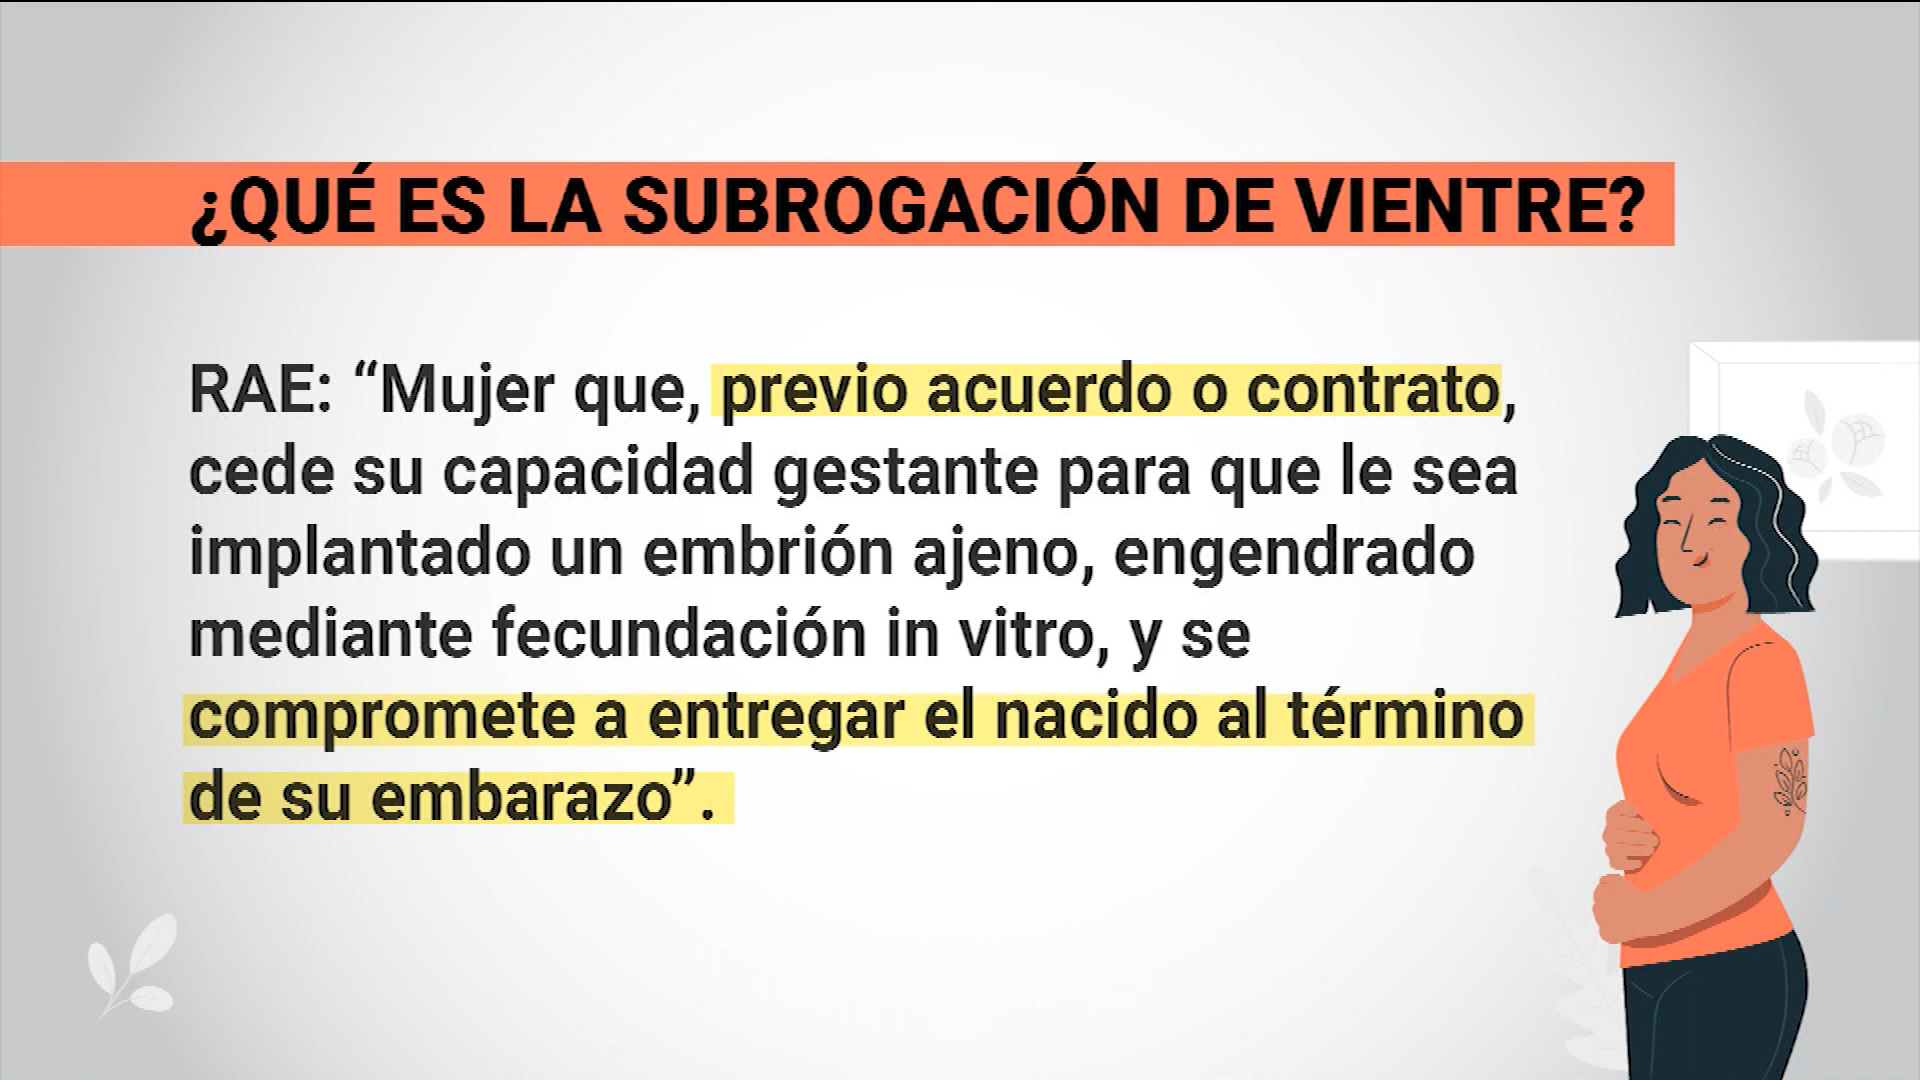 ¿QUÉ ES LA SUBROGACIÓN DE VIENTRE?
RAE: “Mujer que, previo acuerdo o contrato,
cede su capacidad gestante para que le sea
implantado un embrión ajeno, engendrado
mediante fecundación in vitro, y se
compromete a entregar el nacido al término
de su embarazo”.